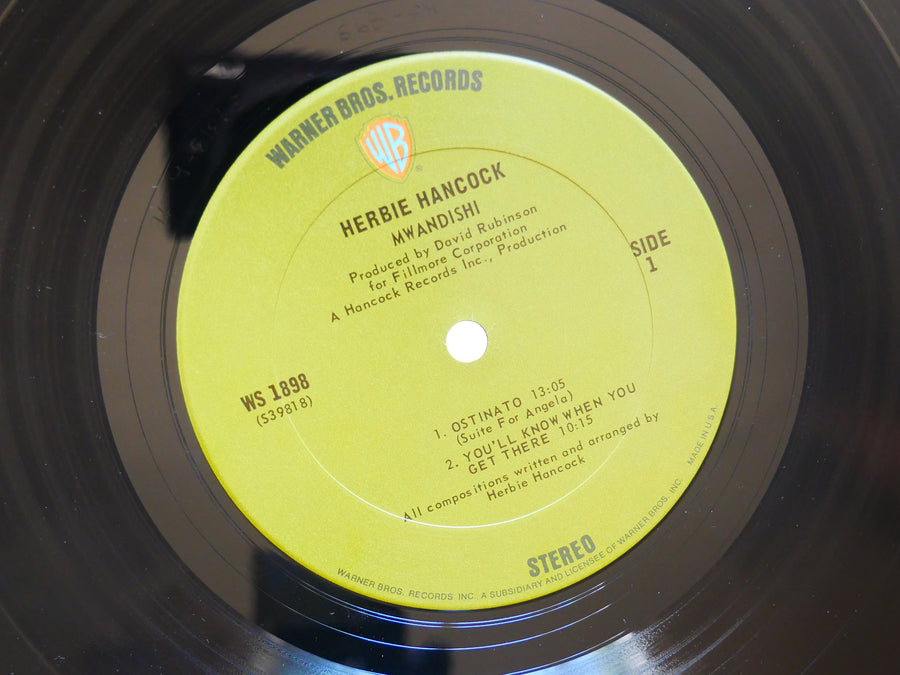 WARNER BROS. RECORDS
WB
®
HERBIE HANCOCK
MWANDISHI
Produced by David Rubinson
for Fillmore Corporation
A Hancock Records Inc., Production
SIDE
1
WS 1898
(S39818)
1. OSTINATO 13:05
(Suite For Angela)
2. YOU'LL KNOW WHEN YOU
GET THERE 10:15
All compositions written and arranged by
Herbie Hancock
STEREO
WARNER BROS. RECORDS INC. A SUBSIDIARY AND LICENSEE OF WARNER BROS. INC. MADE IN U.S.A.